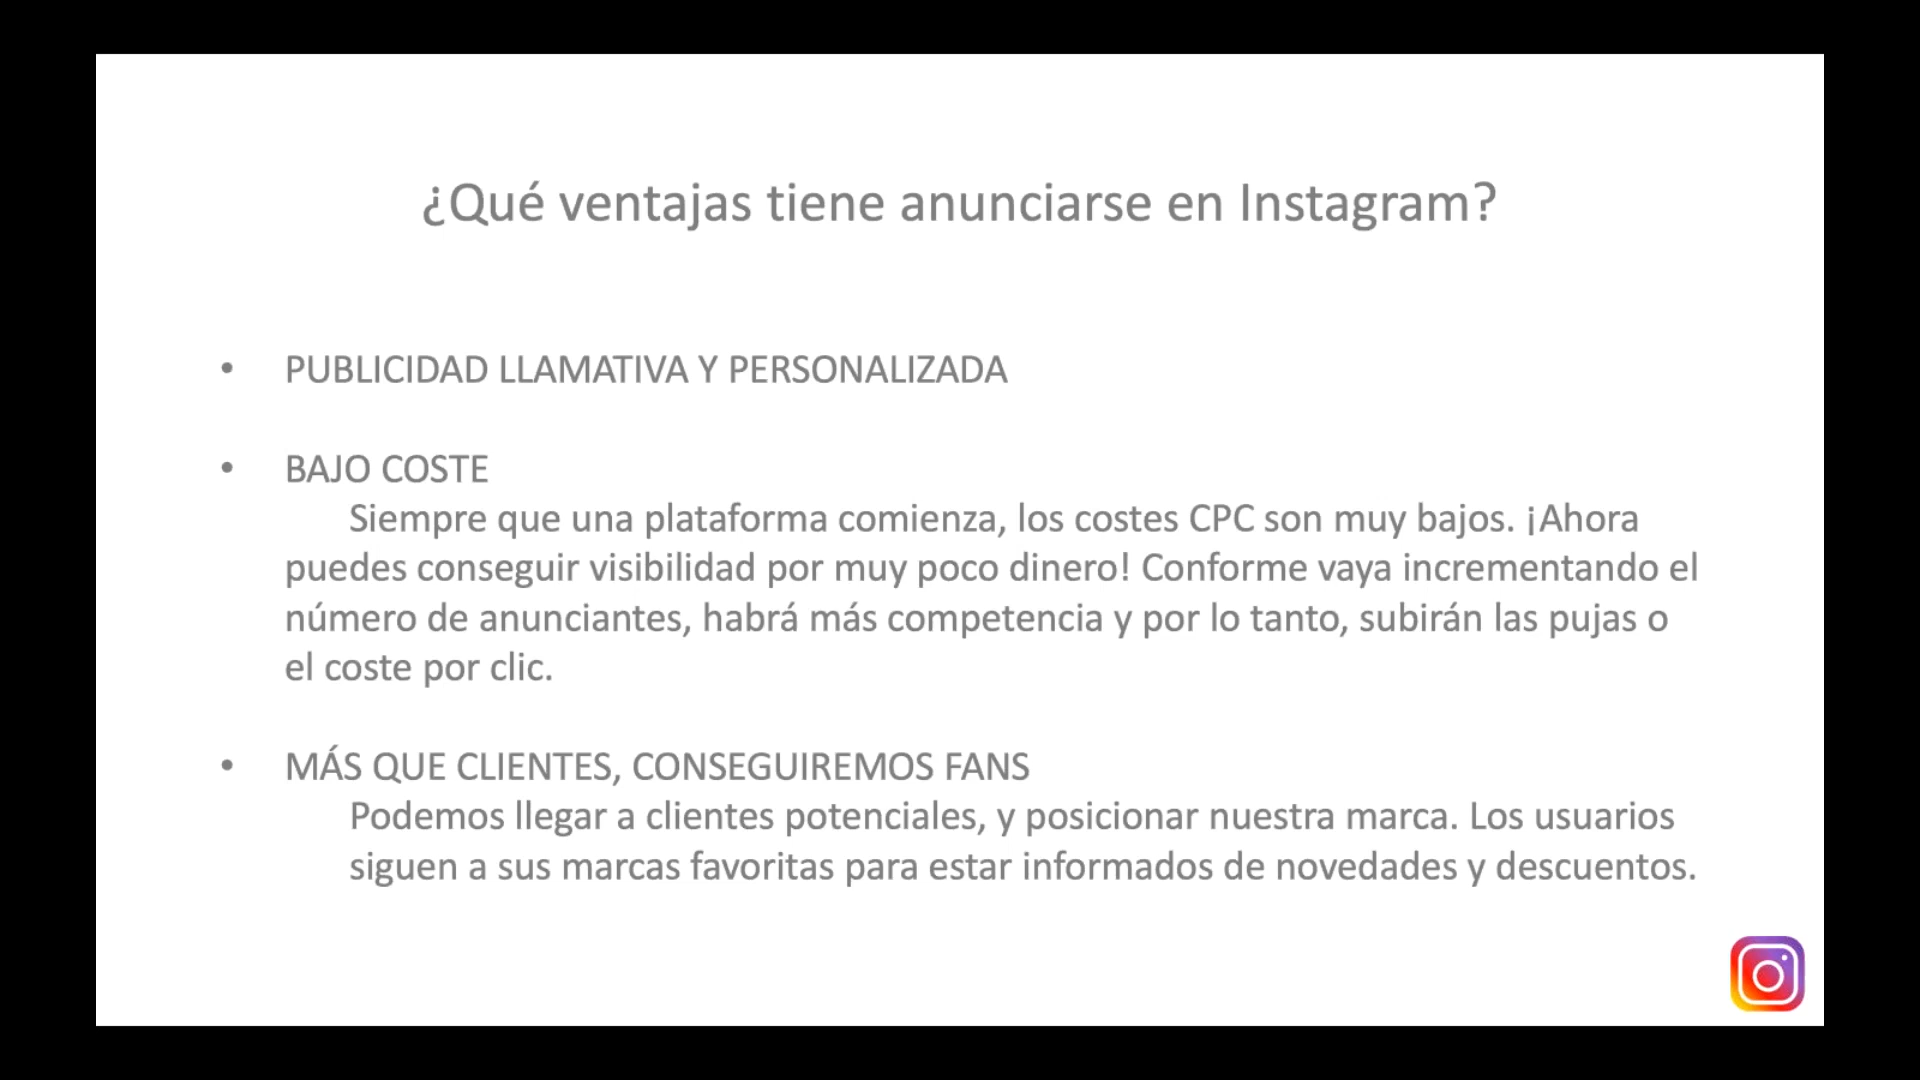 ¿Qué ventajas tiene anunciarse en Instagram?
• PUBLICIDAD LLAMATIVA Y PERSONALIZADA
• BAJO COSTE
Siempre que una plataforma comienza, los costes CPC son muy bajos. ¡Ahora
puedes conseguir visibilidad por muy poco dinero! Conforme vaya incrementando el
número de anunciantes, habrá más competencia y por lo tanto, subirán las pujas o
el coste por clic.
• MÁS QUE CLIENTES, CONSEGUIREMOS FANS
Podemos llegar a clientes potenciales, y posicionar nuestra marca. Los usuarios
siguen a sus marcas favoritas para estar informados de novedades y descuentos.